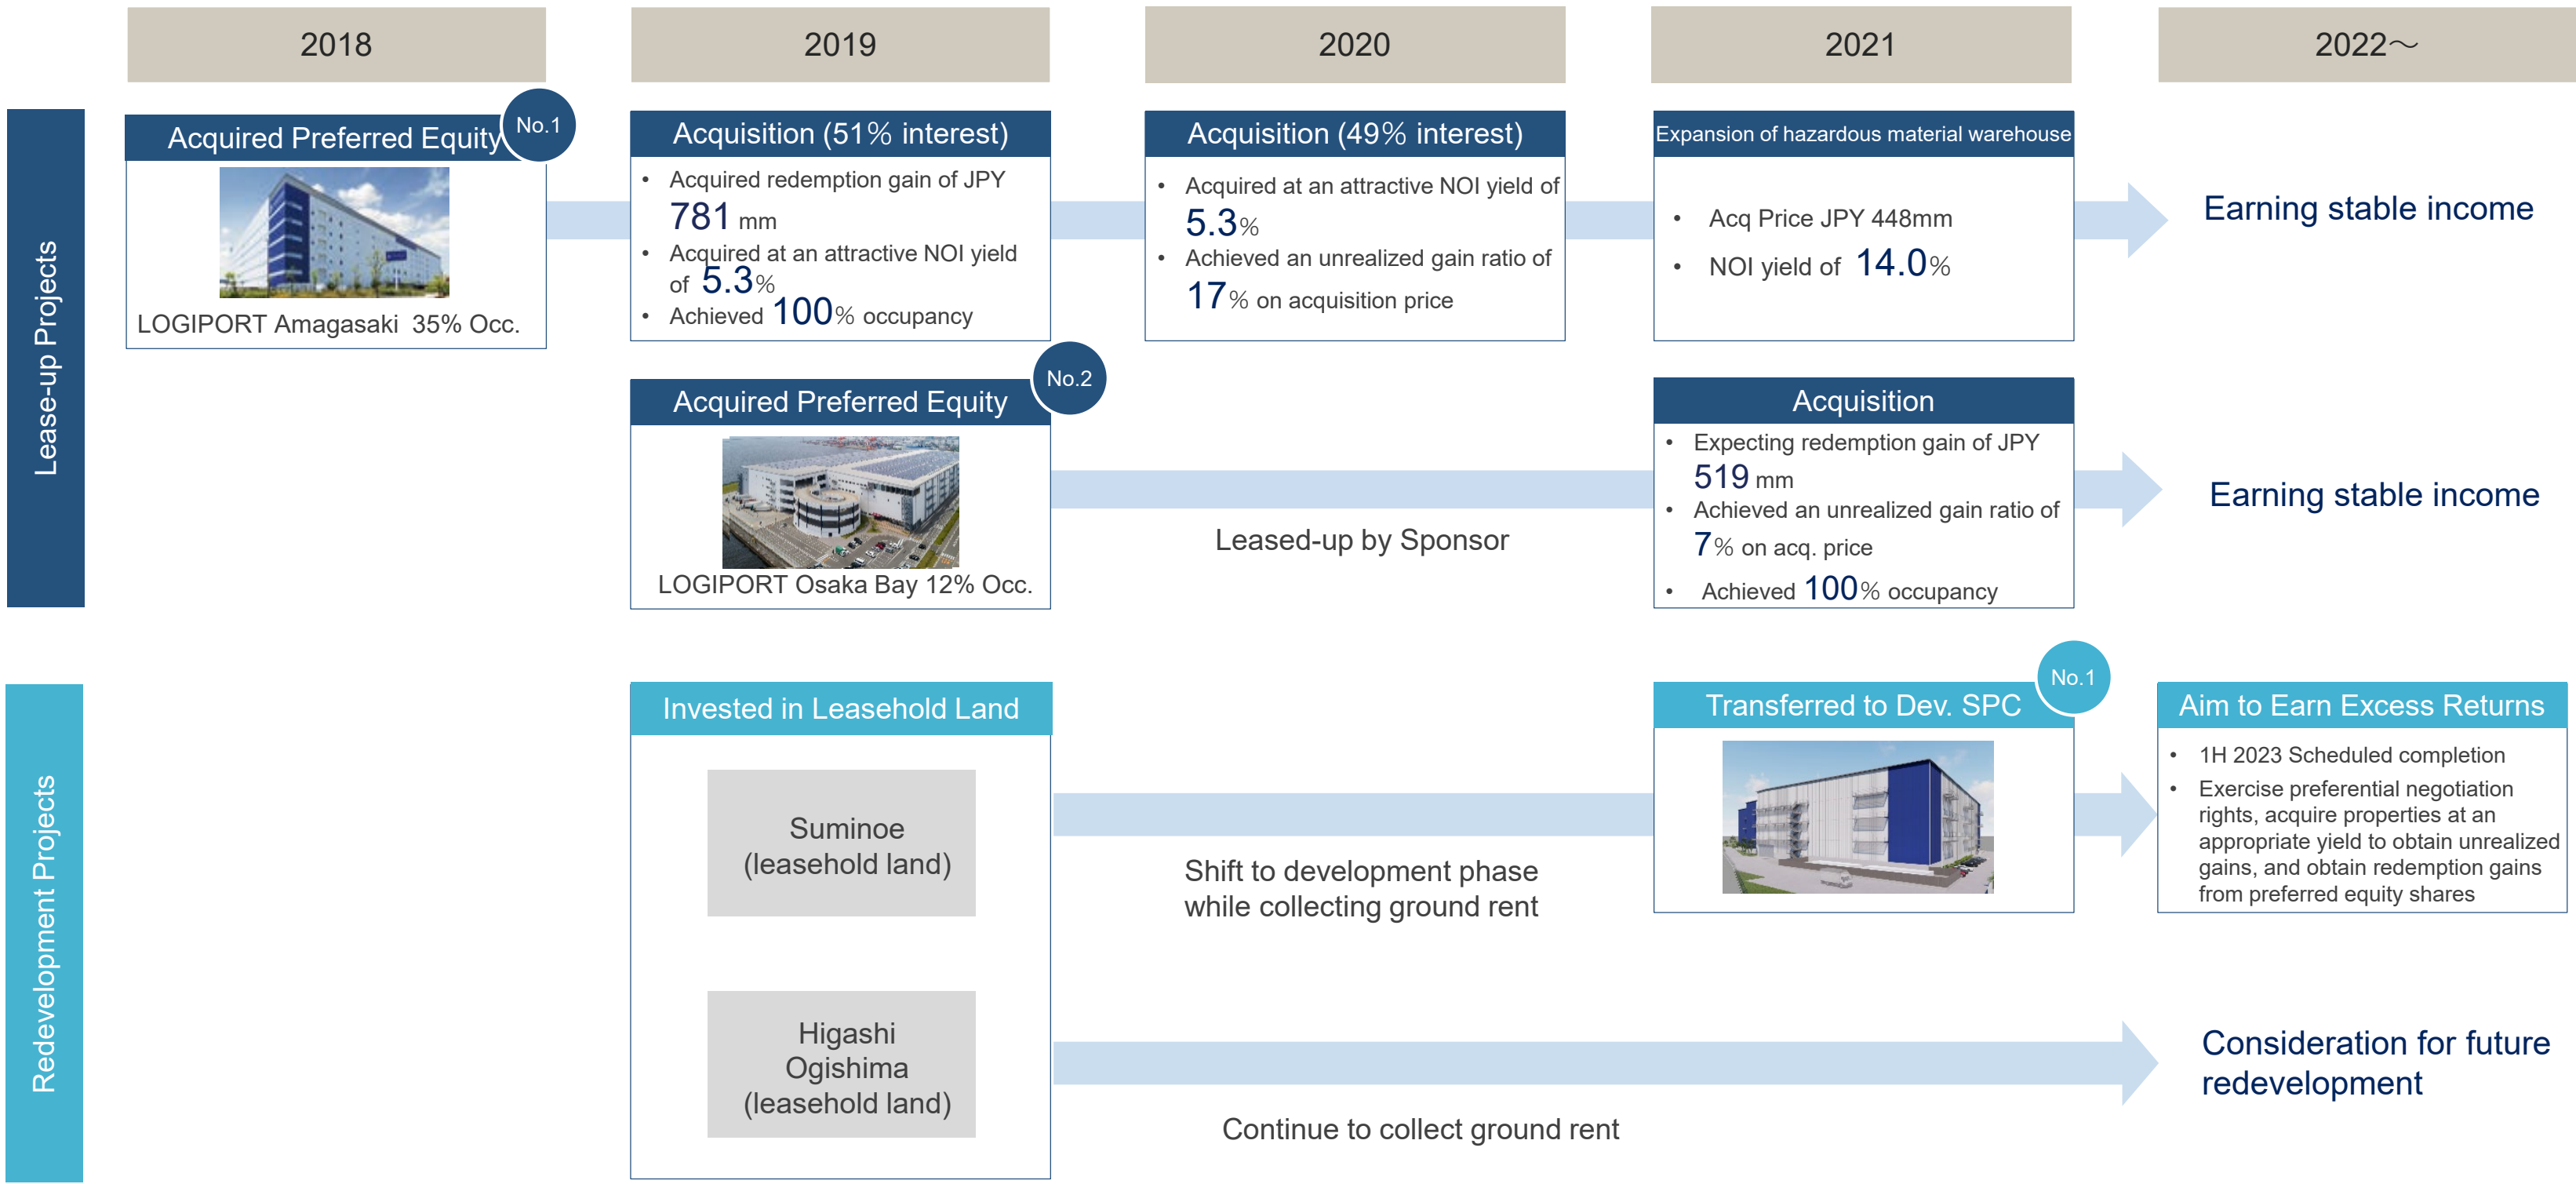 2018
2019
2020
2021
2022～
Lease-up Projects
Acquired Preferred Equity
No.1
LOGIPORT Amagasaki 35% Occ.
Acquisition (51% interest)
• Acquired redemption gain of JPY
781 mm
• Acquired at an attractive NOI yield
of 5.3%
• Achieved 100% occupancy
Acquisition (49% interest)
• Acquired at an attractive NOI yield of
5.3%
• Achieved an unrealized gain ratio of
17% on acquisition price
Expansion of hazardous material warehouse
• Acq Price JPY 448mm
• NOI yield of 14.0%
Earning stable income
Acquired Preferred Equity
No.2
LOGIPORT Osaka Bay 12% Occ.
Leased-up by Sponsor
Acquisition
• Expecting redemption gain of JPY
519 mm
• Achieved an unrealized gain ratio of
7% on acq. price
• Achieved 100% occupancy
Earning stable income
Redevelopment Projects
Invested in Leasehold Land
Suminoe
(leasehold land)
Shift to development phase
while collecting ground rent
Transferred to Dev. SPC
No.1
Aim to Earn Excess Returns
• 1H 2023 Scheduled completion
• Exercise preferential negotiation
rights, acquire properties at an
appropriate yield to obtain unrealized
gains, and obtain redemption gains
from preferred equity shares
Higashi
Ogishima
(leasehold land)
Continue to collect ground rent
Consideration for future
redevelopment